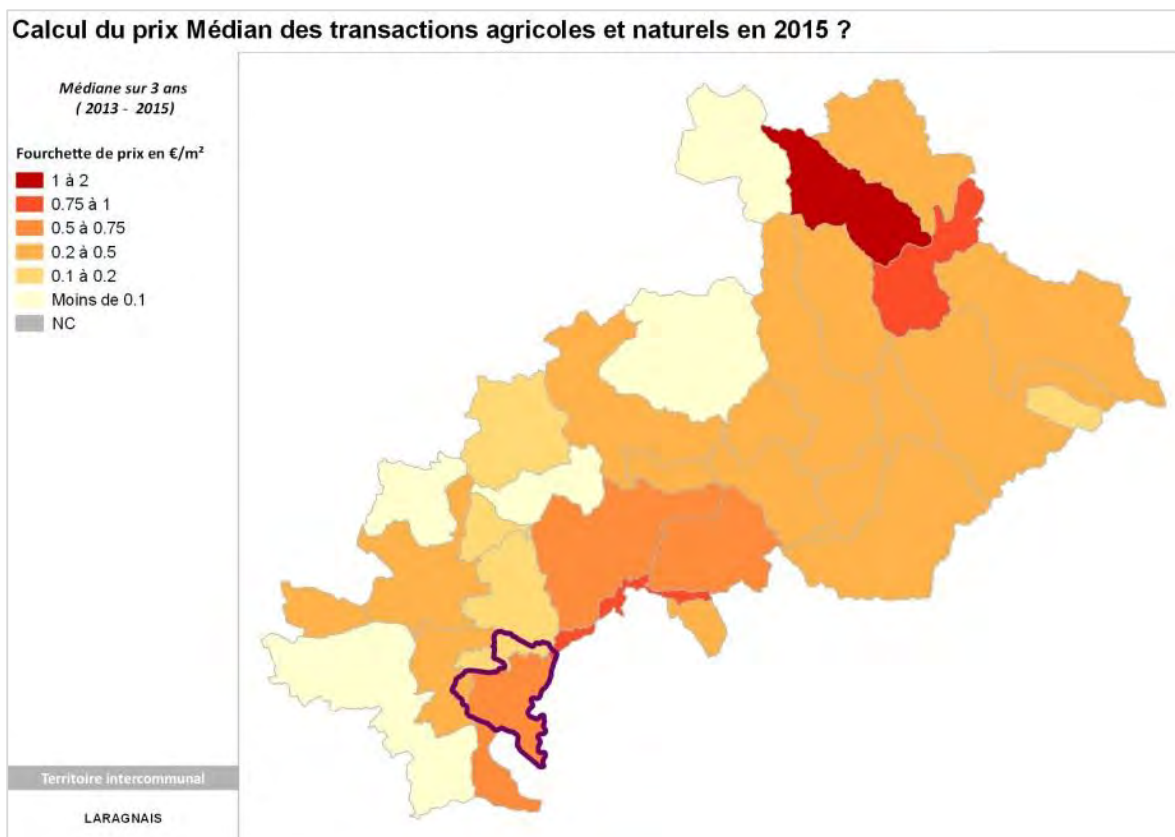 Calcul du prix Médian des transactions agricoles et naturels en 2015 ?
Médiane sur 3 ans
( 2013 - 2015)
Fourchette de prix en €/m²
1 à 2
0.75 à 1
0.5 à 0.75
0.2 à 0.5
0.1 à 0.2
Moins de 0.1
NC
Territoire intercommunal
LARAGNAIS